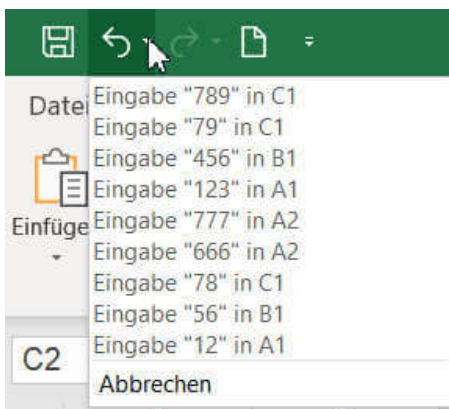 Datei
Einfüge
C2
Eingabe "789" in C1
Eingabe "79" in C1
Eingabe "456" in B1
Eingabe "123" in A1
Eingabe "777" in A2
Eingabe "666" in A2
Eingabe "78" in C1
Eingabe "56" in B1
Eingabe "12" in A1
Abbrechen